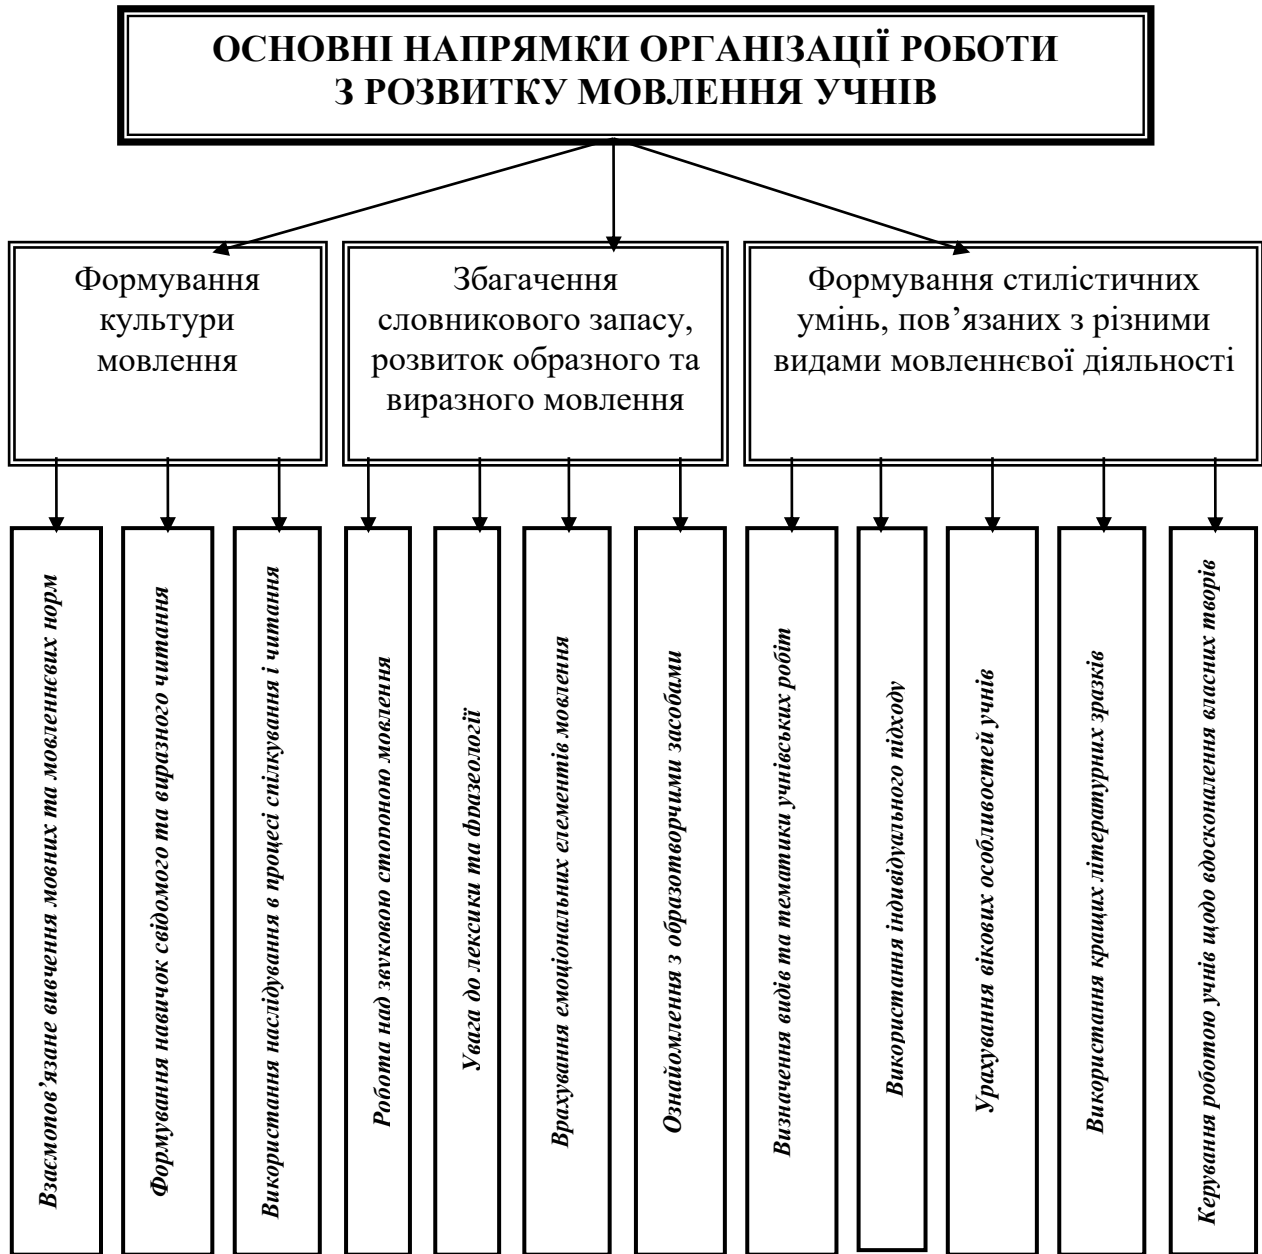 ОСНОВНІ НАПРЯМКИ ОРГАНІЗАЦІЇ РОБОТИ
З РОЗВИТКУ МОВЛЕННЯ УЧНІВ
Формування
культури
мовлення
Збагачення
словникового запасу,
розвиток образного та
виразного мовлення
Формування стилістичних
умінь, пов’язаних з різними
видами мовленнєвої діяльності
Взаємопов’язане вивчення мовних та мовленнєвих норм
Формування навичок свідомого та виразного читання
Використання наслідування в процесі спілкування і читання
Робота над звуковою стороною мовлення
Увага до лексики та фразеології
Врахування емоціональних елементів мовлення
Ознайомлення з образотворчими засобами
Визначення видів та тематики учнівських робіт
Використання індивідуального підходу
Урахування вікових особливостей учнів
Використання кращих літературних зразків
Керування роботою учнів щодо вдосконалення власних творів